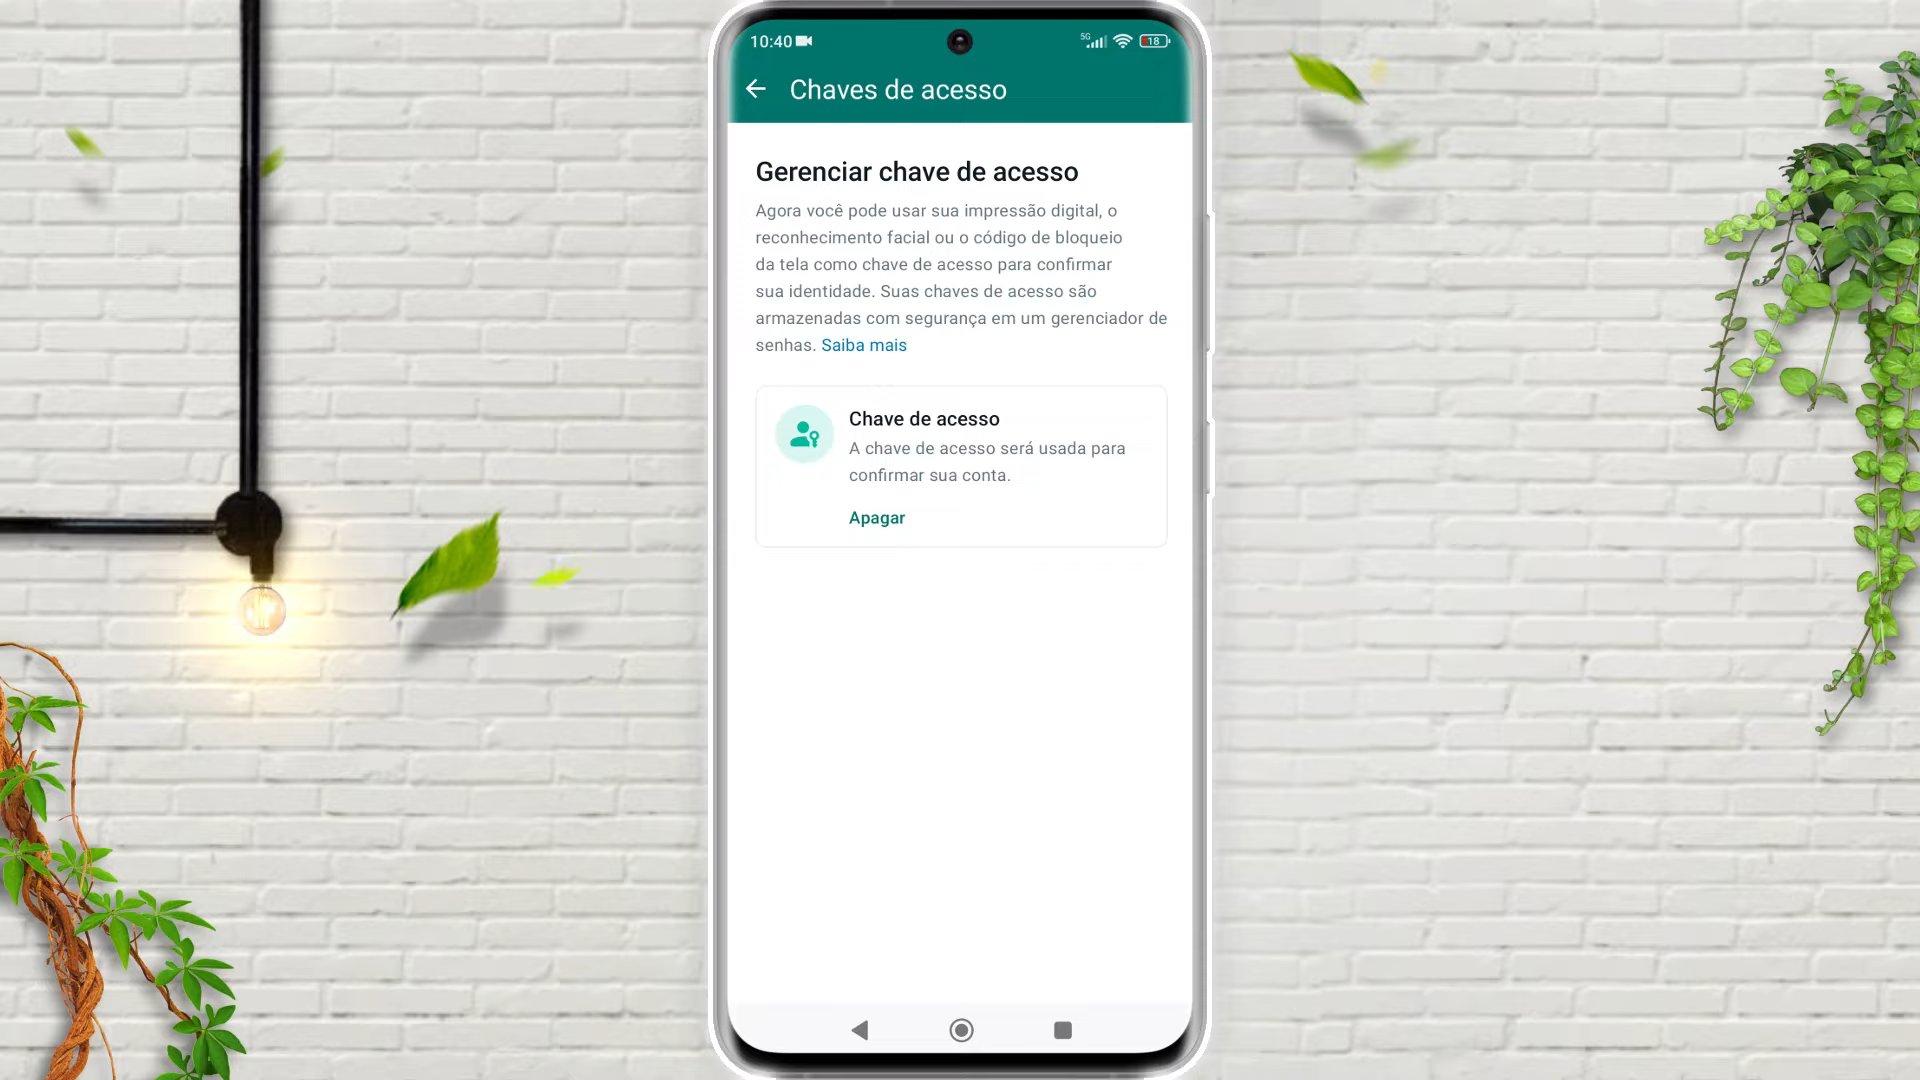 10:40
5G
18
Chaves de acesso
Gerenciar chave de acesso
Agora você pode usar sua impressão digital, o
reconhecimento facial ou o código de bloqueio
da tela como chave de acesso para confirmar
sua identidade. Suas chaves de acesso são
armazenadas com segurança em um gerenciador de
senhas. Saiba mais
Chave de acesso
A chave de acesso será usada para
confirmar sua conta.
Apagar